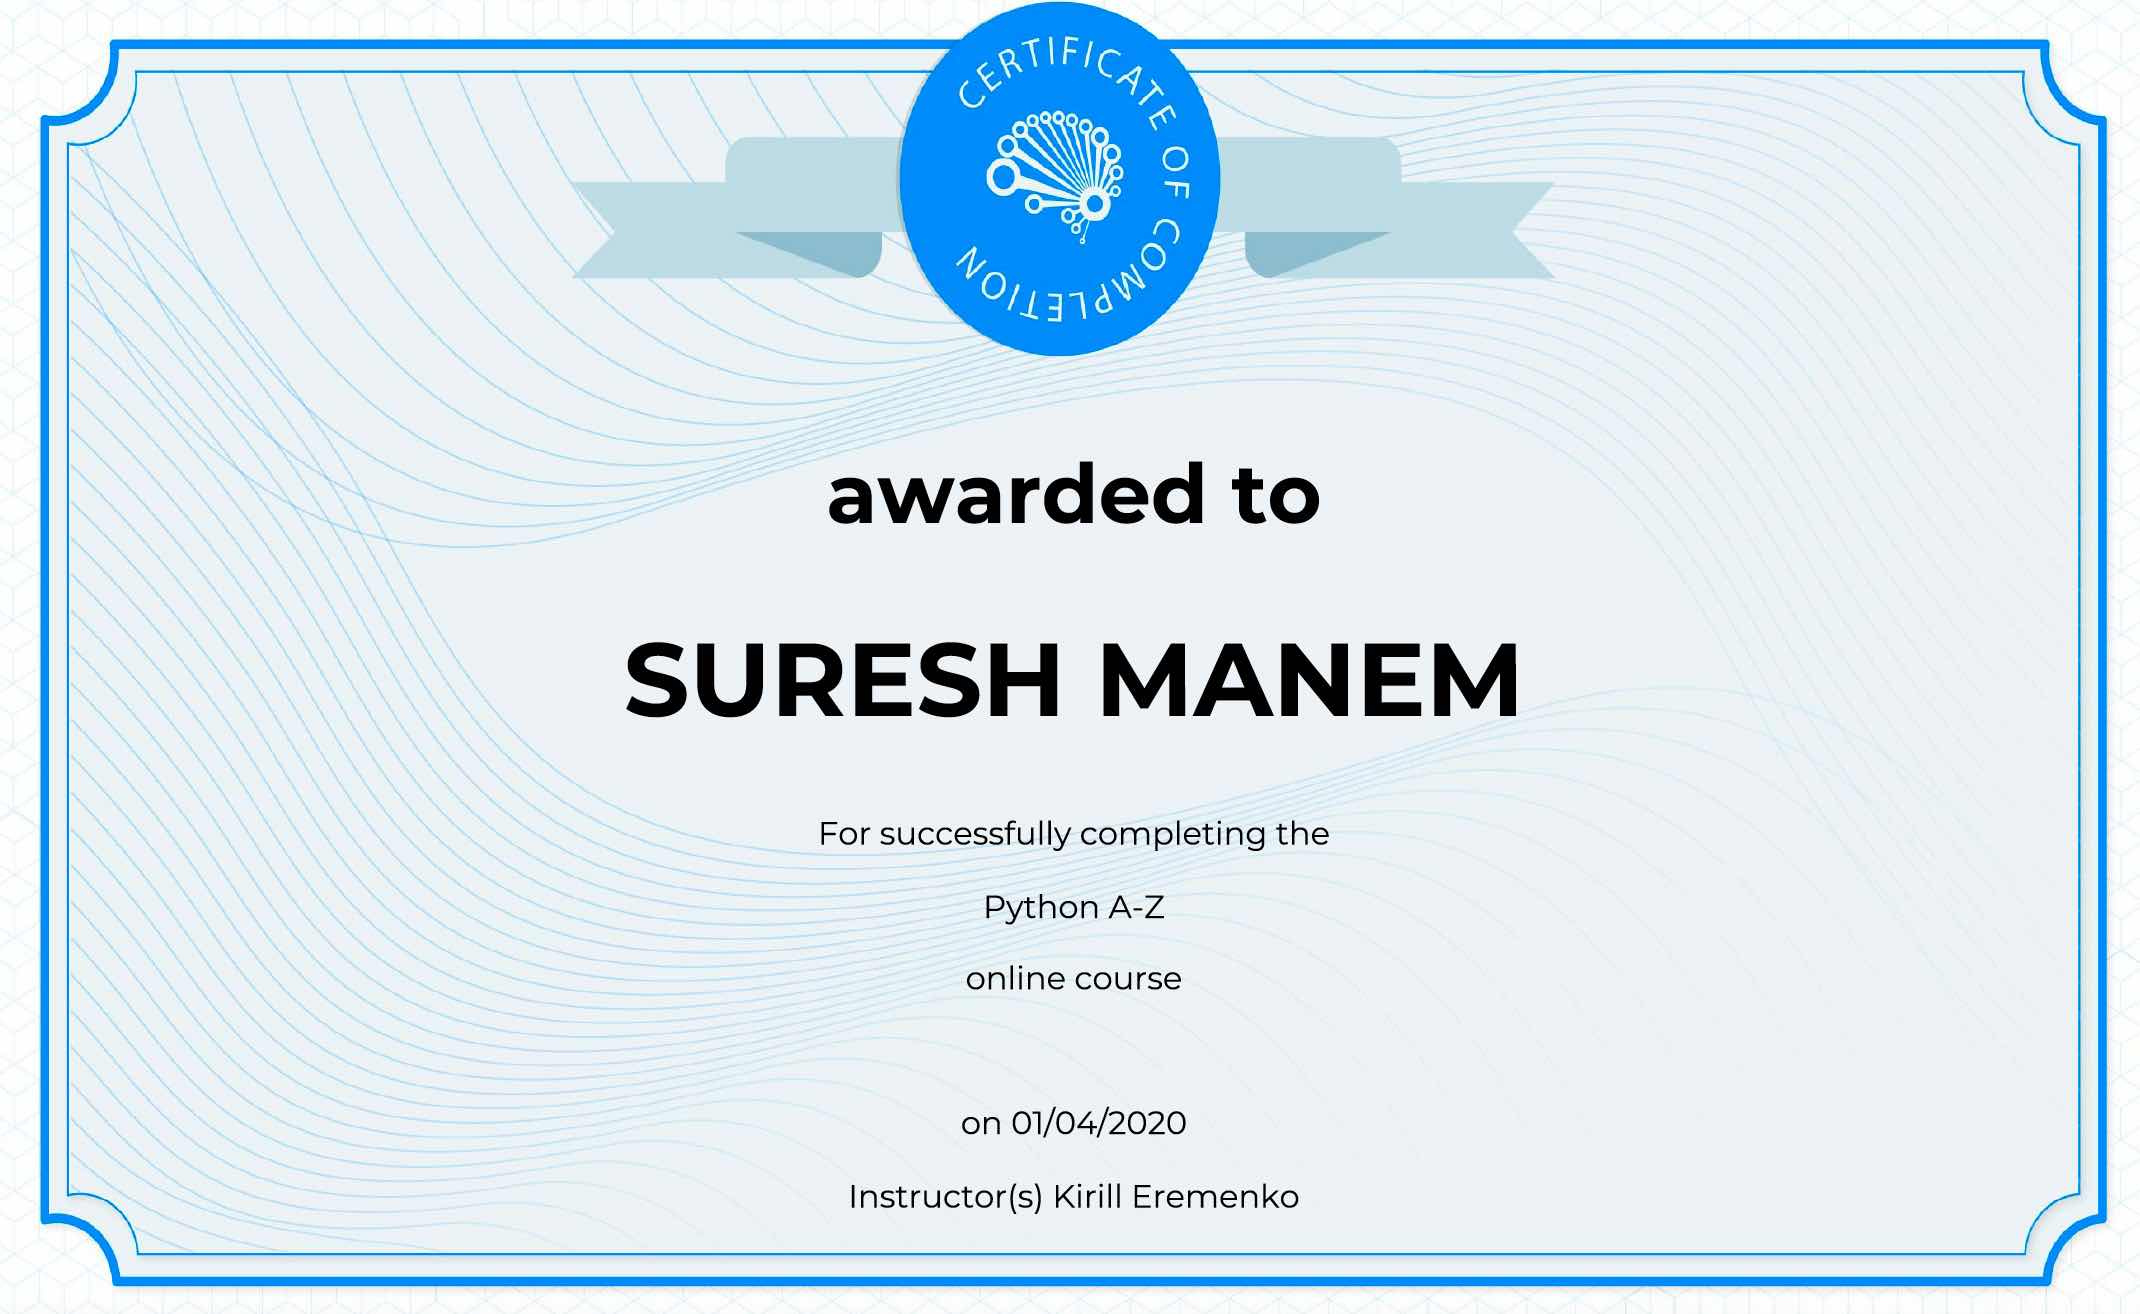 CERTIFICATE OF COMPLETION
awarded to
SURESH MANEM
For successfully completing the
Python A-Z
online course
on 01/04/2020
Instructor(s) Kirill Eremenko